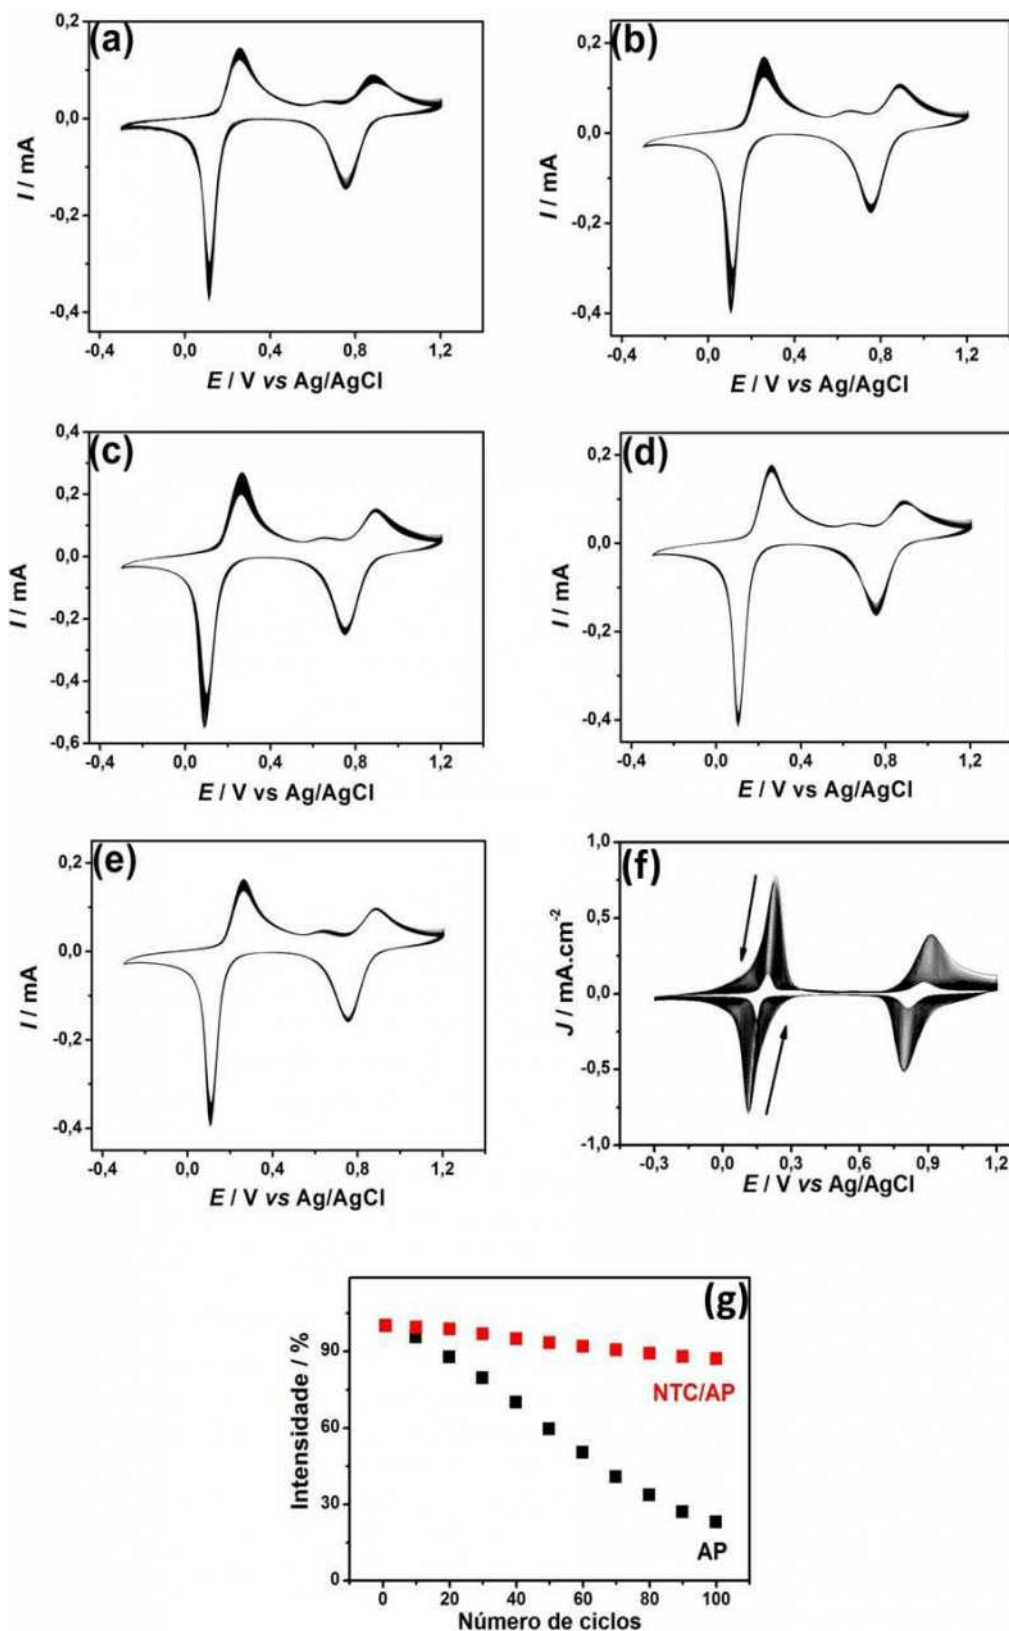 (a)
0,2
0,0
-0,2
-0,4
I / mA
-0,4 0,0 0,4 0,8 1,2
E / V vs Ag/AgCl
(b)
0,2
0,0
-0,2
-0,4
I / mA
-0,4 0,0 0,4 0,8 1,2
E / V vs Ag/AgCl
(c)
0,4
0,2
0,0
-0,2
-0,4
-0,6
I / mA
-0,4 0,0 0,4 0,8 1,2
E / V vs Ag/AgCl
(d)
0,2
0,0
-0,2
-0,4
I / mA
-0,4 0,0 0,4 0,8 1,2
E / V vs Ag/AgCl
(e)
0,2
0,0
-0,2
-0,4
I / mA
-0,4 0,0 0,4 0,8 1,2
E / V vs Ag/AgCl
(f)
1,0
0,5
0,0
-0,5
-1,0
J / mA.cm-2
-0,3 0,0 0,3 0,6 0,9 1,2
E / V vs Ag/AgCl
(g)
90
60
30
0
Intensidade / %
NTC/AP
AP
0 20 40 60 80 100
Número de ciclos